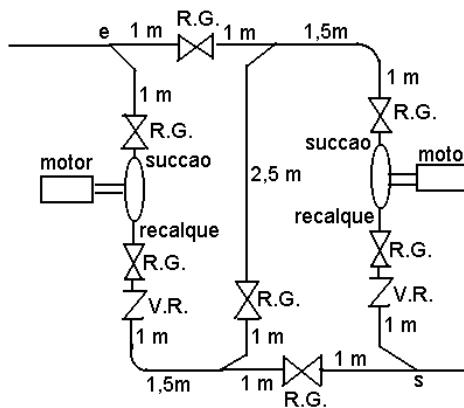 R.G.
e
1 m
1 m
1,5m
1 m
1 m
R.G.
R.G.
motor
succao
succao
2,5 m
moto
recalque
recalque
R.G.
R.G.
V.R.
R.G.
V.R.
1 m
1 m
1 m
1,5m
1 m
1 m
s
R.G.